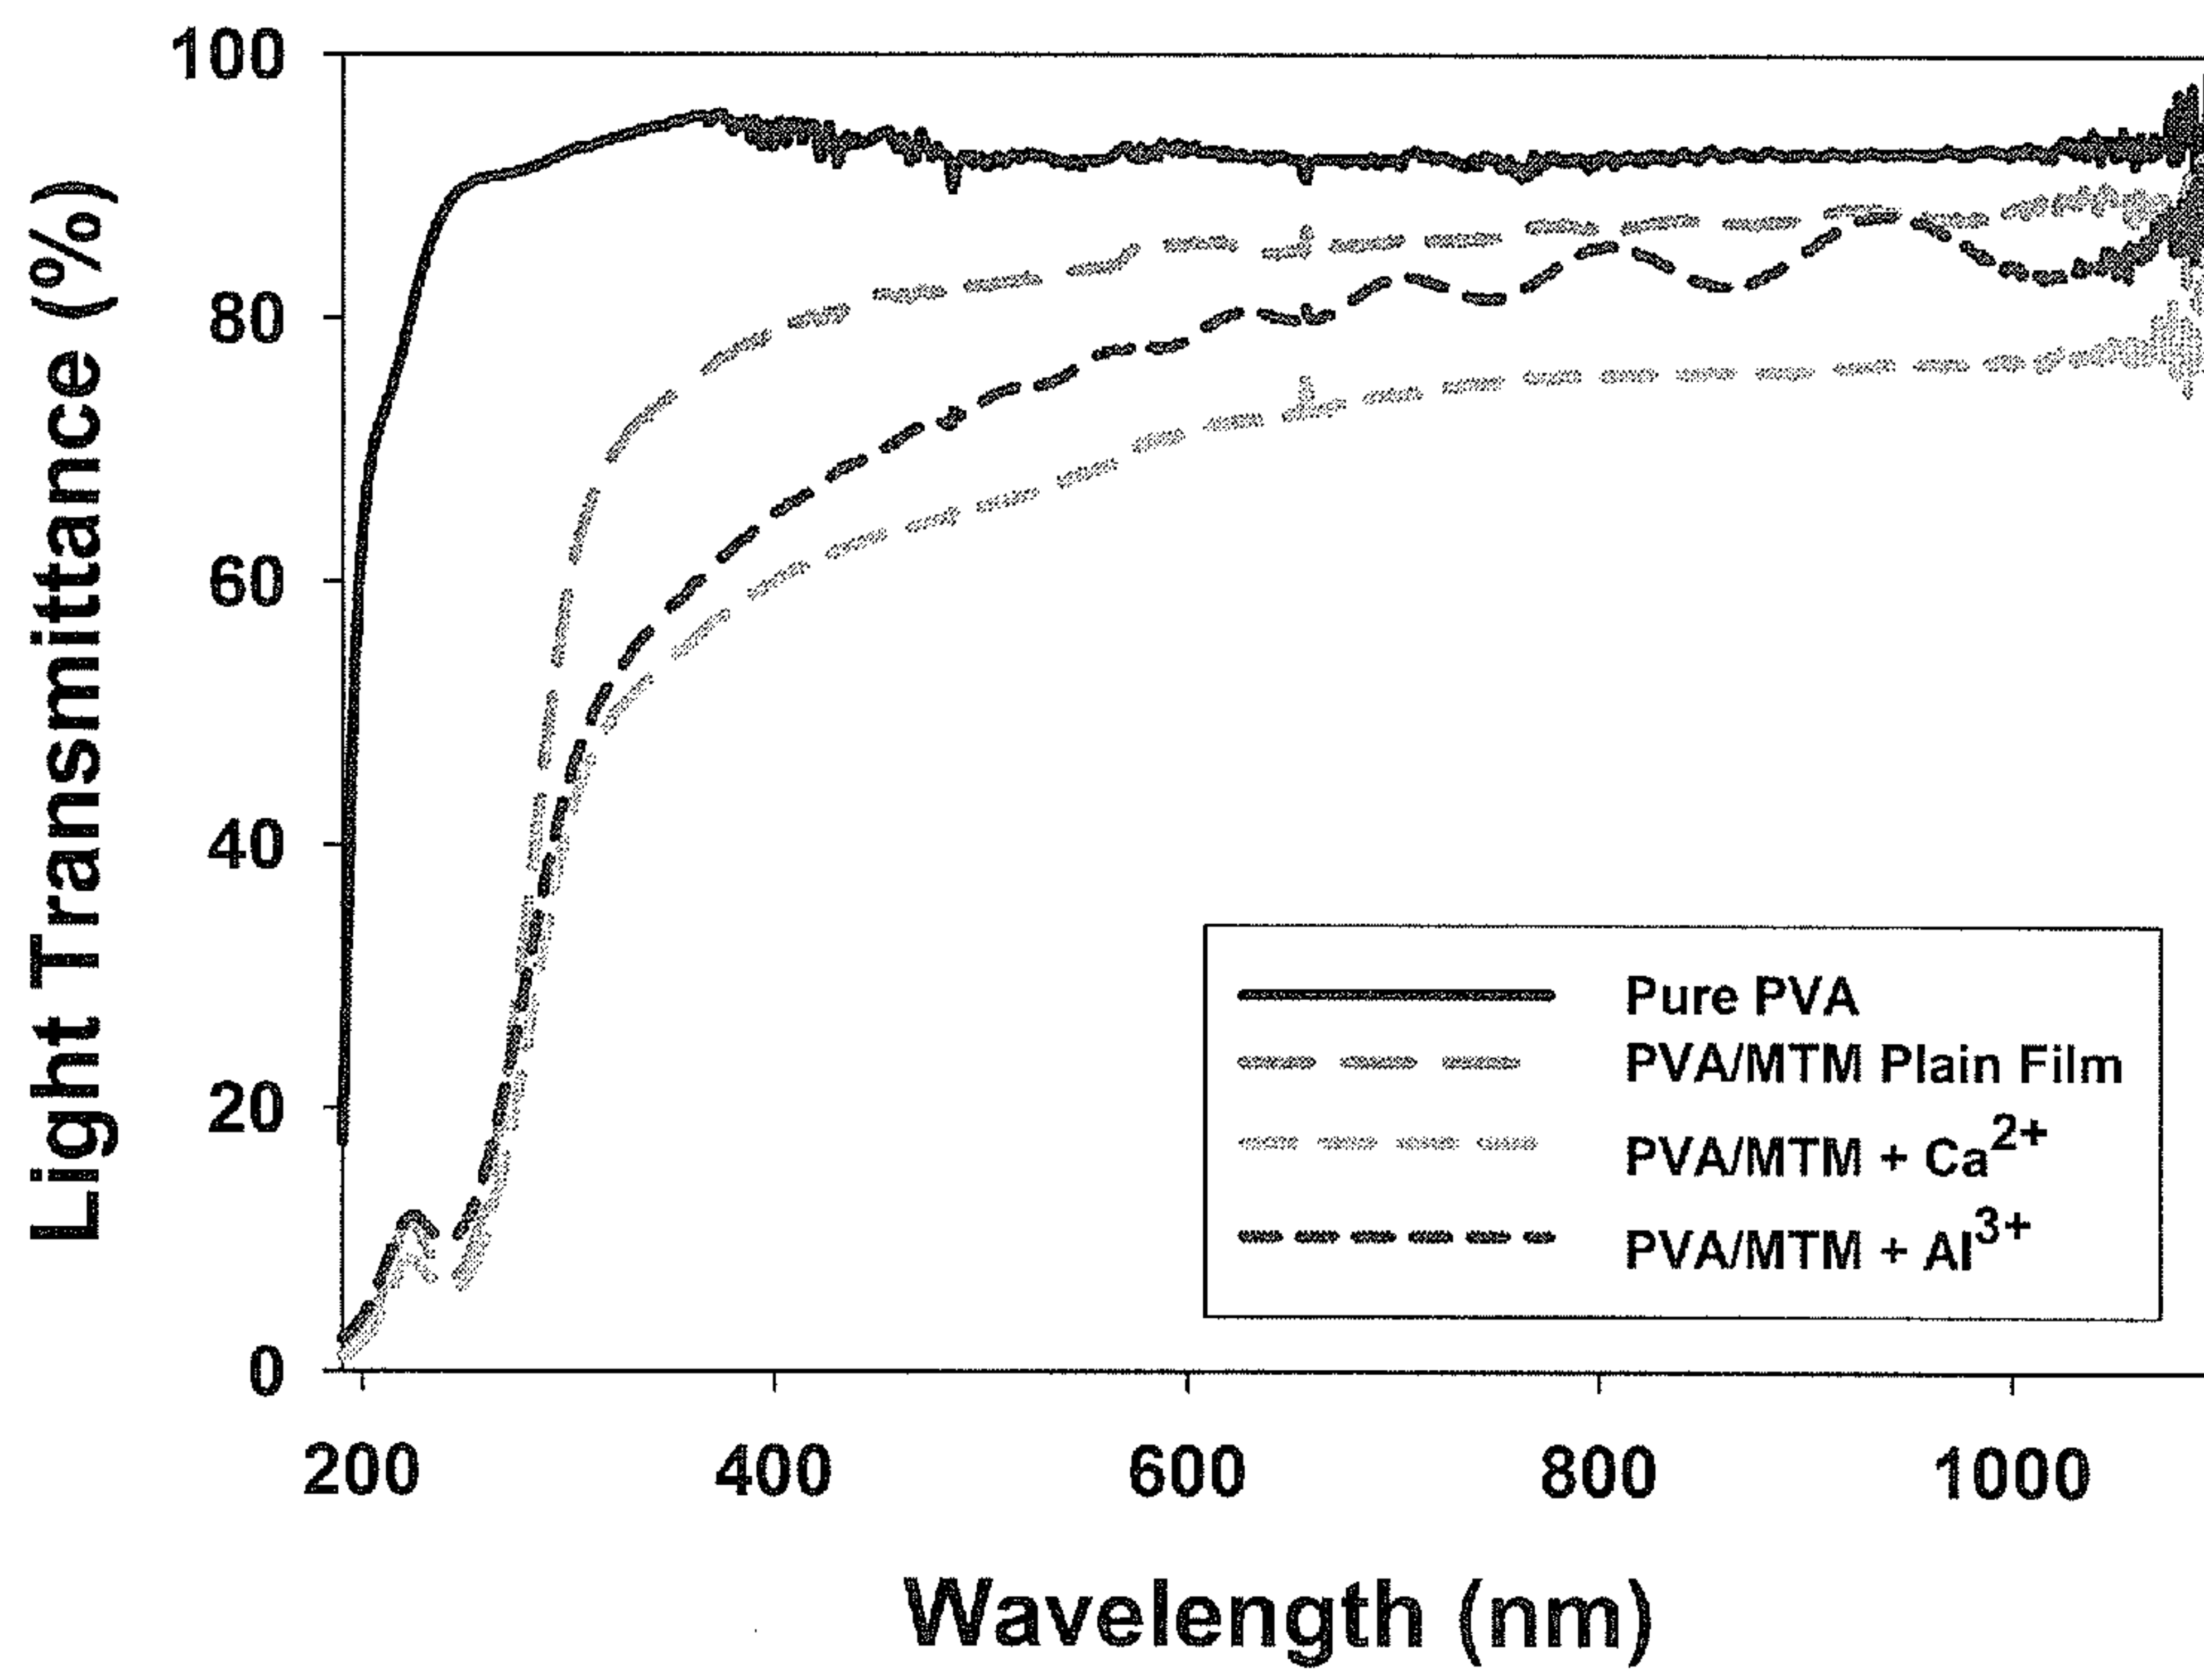 Light Transmittance (%)
100
80
60
40
20
0
Pure PVA
PVA/MTM Plain Film
PVA/MTM + Ca²⁺
PVA/MTM + Al³⁺
200 400 600 800 1000
Wavelength (nm)